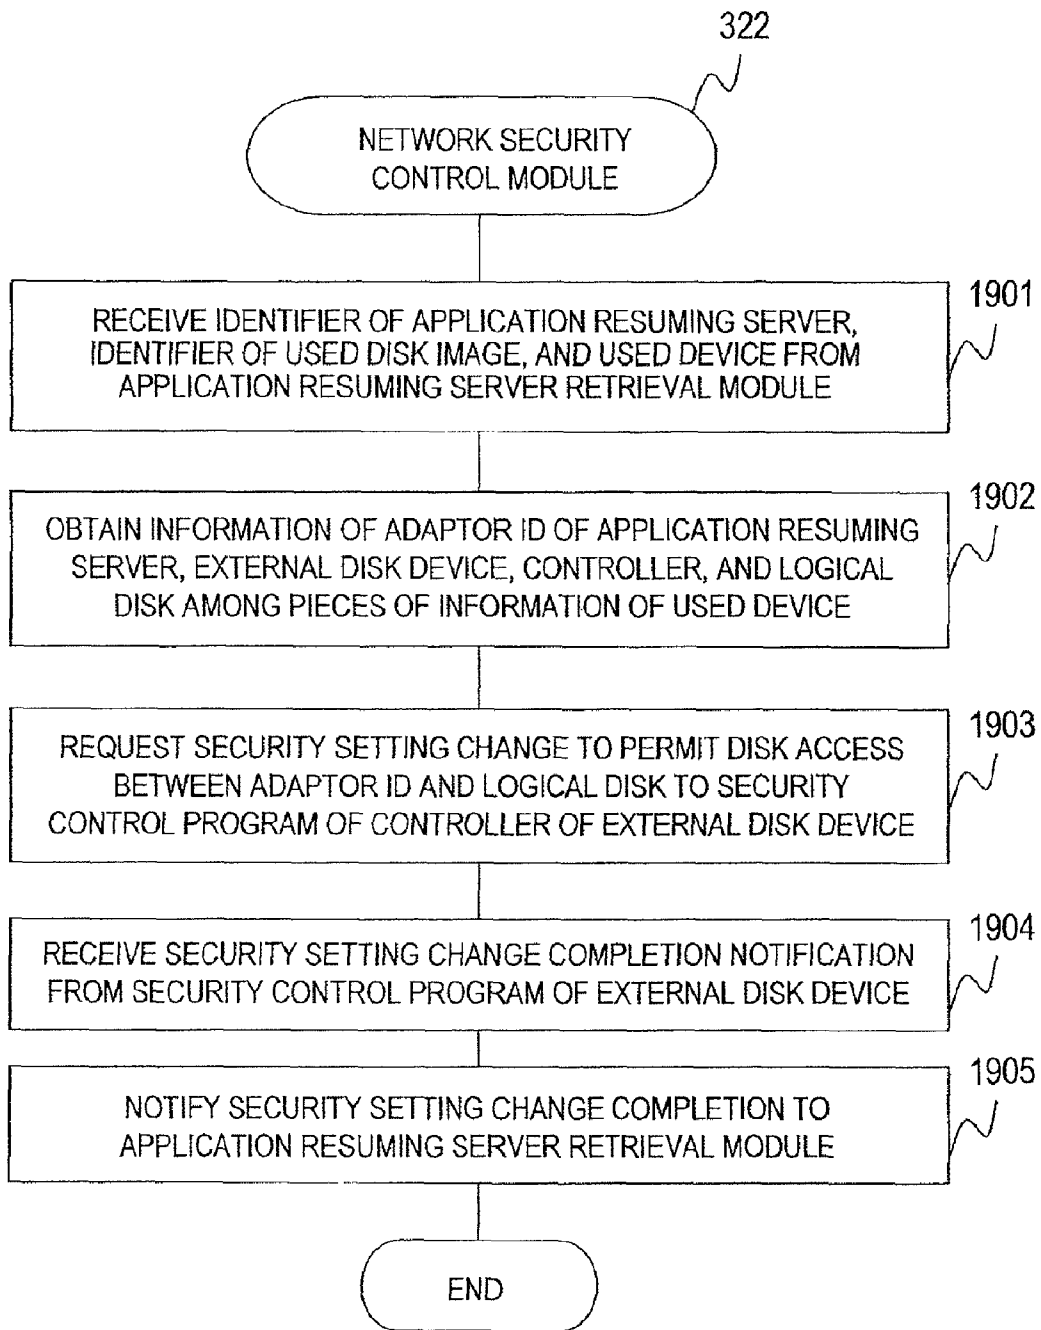 322
NETWORK SECURITY
CONTROL MODULE
1901
RECEIVE IDENTIFIER OF APPLICATION RESUMING SERVER,
IDENTIFIER OF USED DISK IMAGE, AND USED DEVICE FROM
APPLICATION RESUMING SERVER RETRIEVAL MODULE
1902
OBTAIN INFORMATION OF ADAPTOR ID OF APPLICATION RESUMING
SERVER, EXTERNAL DISK DEVICE, CONTROLLER, AND LOGICAL
DISK AMONG PIECES OF INFORMATION OF USED DEVICE
1903
REQUEST SECURITY SETTING CHANGE TO PERMIT DISK ACCESS
BETWEEN ADAPTOR ID AND LOGICAL DISK TO SECURITY
CONTROL PROGRAM OF CONTROLLER OF EXTERNAL DISK DEVICE
1904
RECEIVE SECURITY SETTING CHANGE COMPLETION NOTIFICATION
FROM SECURITY CONTROL PROGRAM OF EXTERNAL DISK DEVICE
1905
NOTIFY SECURITY SETTING CHANGE COMPLETION TO
APPLICATION RESUMING SERVER RETRIEVAL MODULE
END